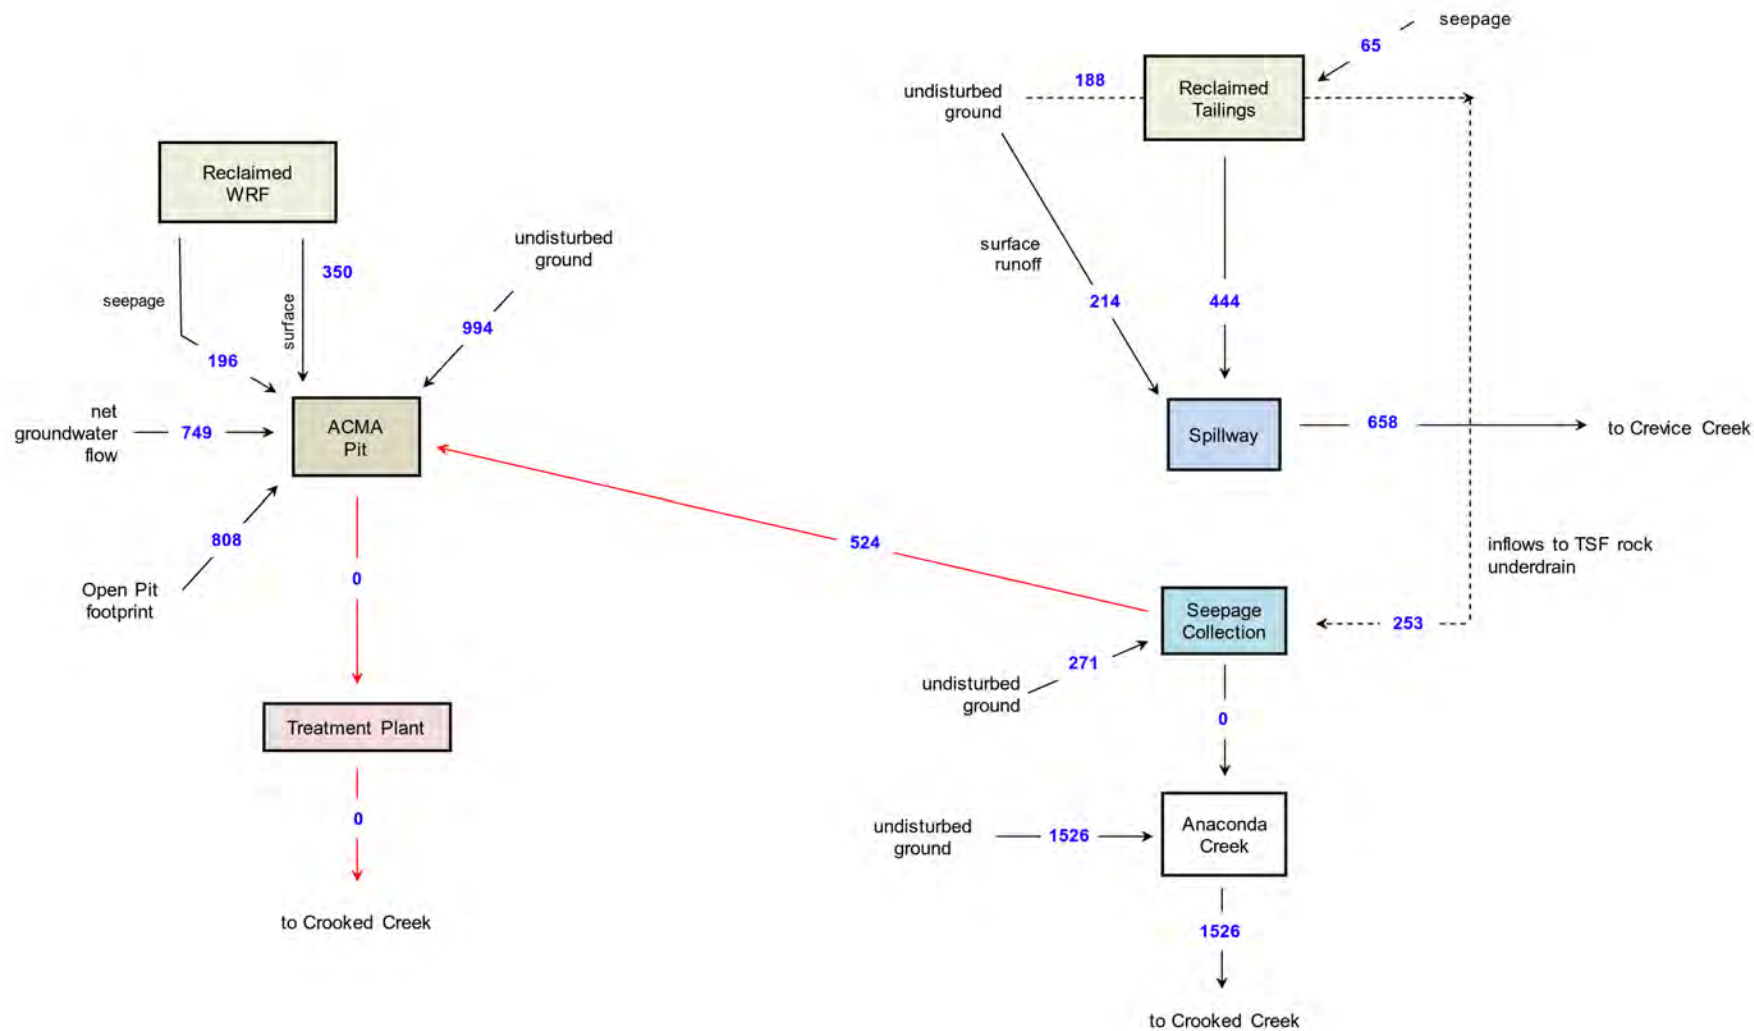 seepage
65
188
Reclaimed
Tailings
undisturbed
ground
Reclaimed
WRF
undisturbed
ground
350
surface
runoff
seepage
surface
214
444
994
196
net
groundwater
flow
749
ACMA
Pit
Spillway
658
to Crevice Creek
808
524
inflows to TSF rock
underdrain
Open Pit
footprint
0
Seepage
Collection
253
271
undisturbed
ground
Treatment Plant
0
0
undisturbed
ground
1526
Anaconda
Creek
to Crooked Creek
1526
to Crooked Creek